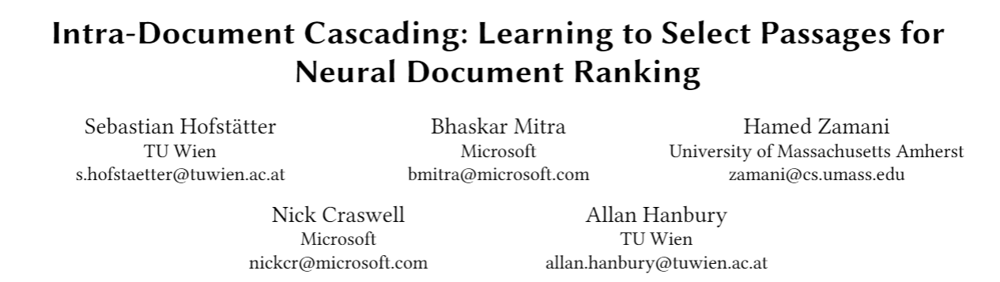 Intra-Document Cascading: Learning to Select Passages for
Neural Document Ranking
Sebastian Hofstätter
TU Wien
s.hofstaetter@tuwien.ac.at
Bhaskar Mitra
Microsoft
bmitra@microsoft.com
Hamed Zamani
University of Massachusetts Amherst
zamani@cs.umass.edu
Nick Craswell
Microsoft
nickcr@microsoft.com
Allan Hanbury
TU Wien
allan.hanbury@tuwien.ac.at